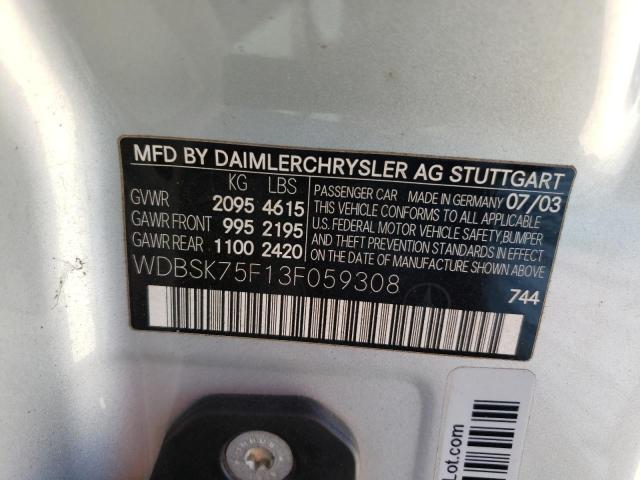 MFD BY DAIMLERCHRYSLER AG STUTTGART
KG LBS
GVWR 2095 4615
GAWR FRONT 995 2195
GAWR REAR 1100 2420
PASSENGER CAR MADE IN GERMANY 07/03
THIS VEHICLE CONFORMS TO ALL APPLICABLE
U.S. FEDERAL MOTOR VEHICLE SAFETY, BUMPER
AND THEFT PREVENTION STANDARDS IN EFFECT
ON THE DATE OF MANUFACTURE SHOWN ABOVE.
WDBSK75F13F059308
744
Lot.com